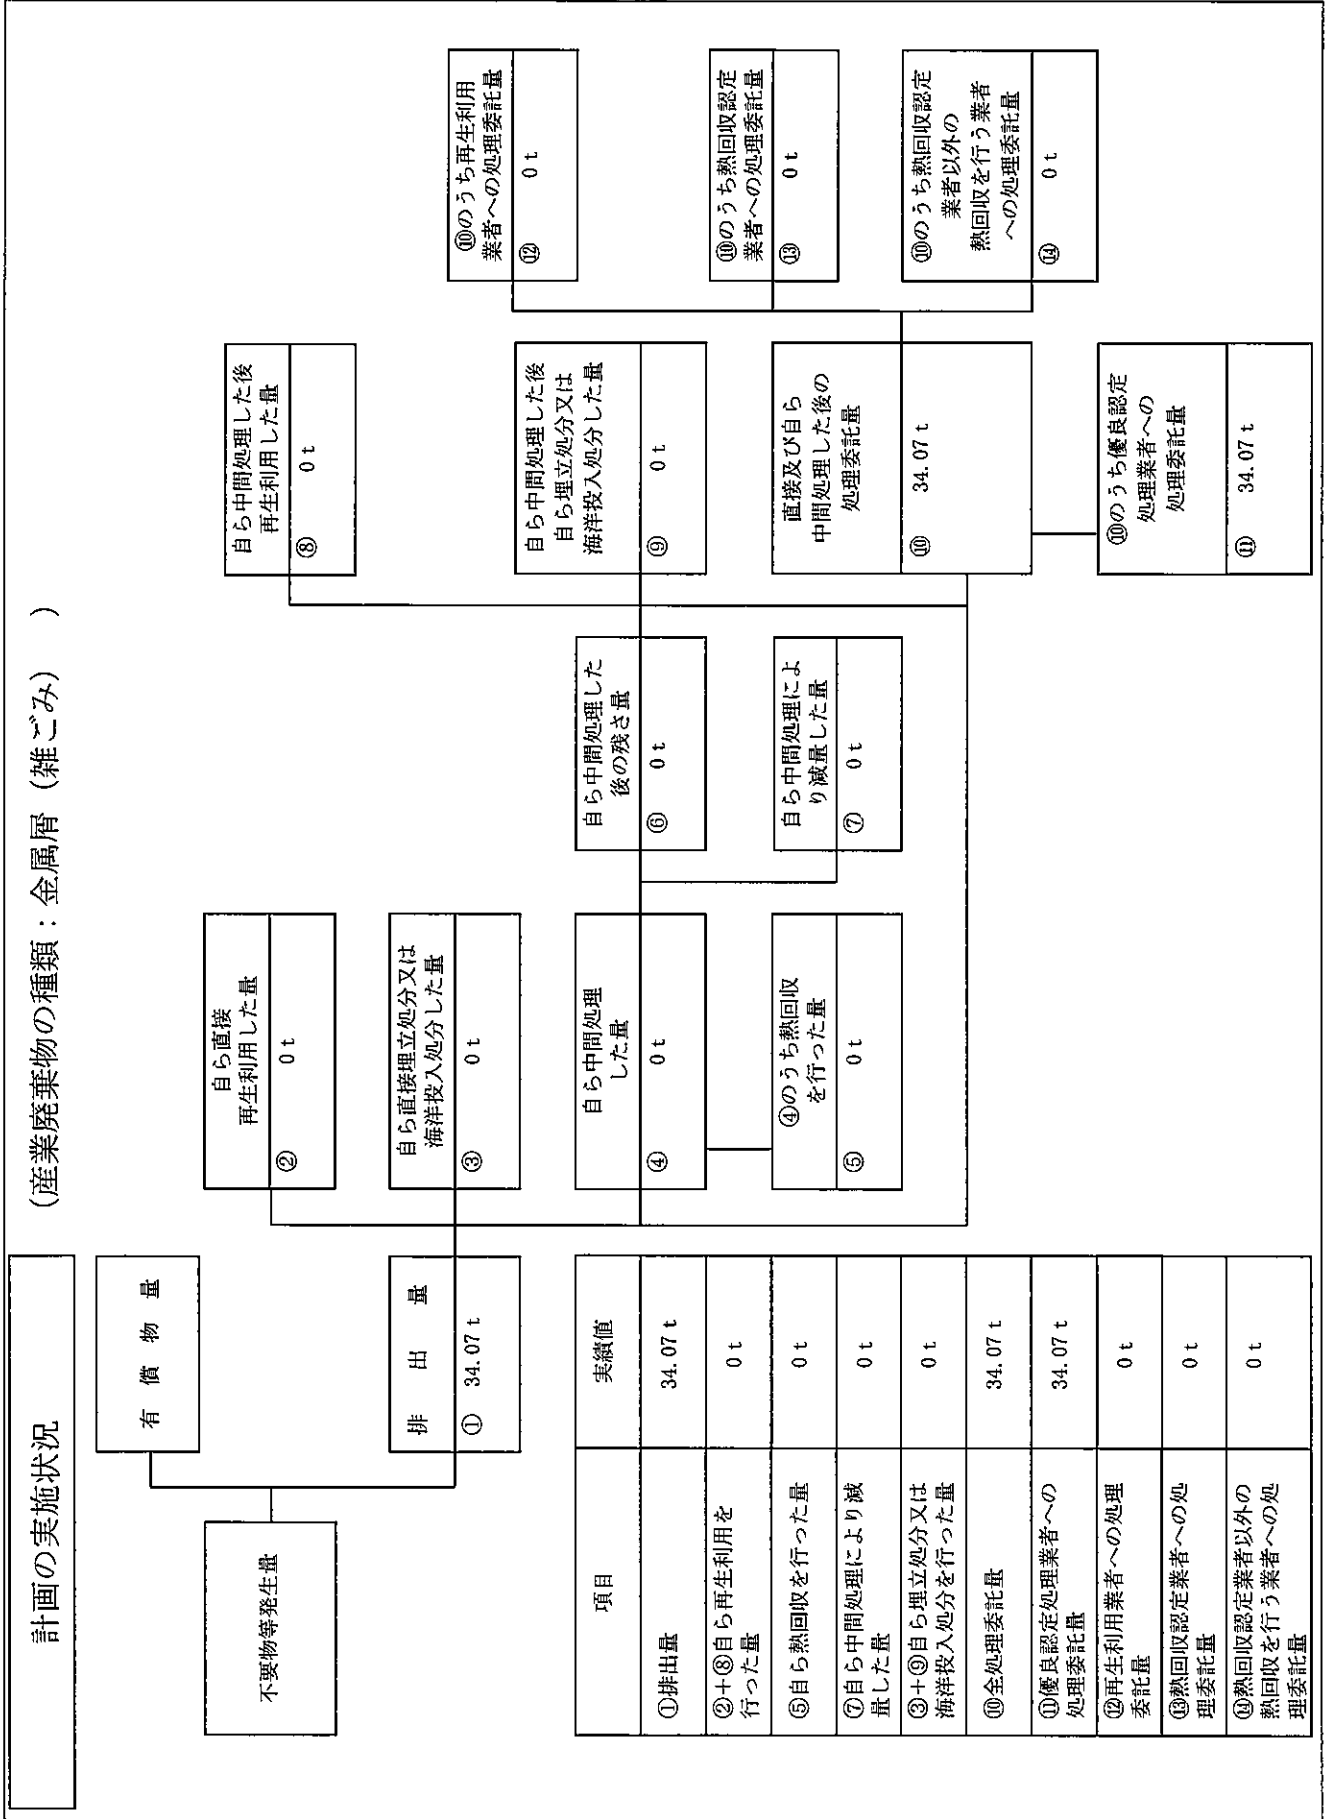 計画の実施状況
(産業廃棄物の種類：金属屑（雑ごみ）　)
不要物等発生量
有償物量
排出量
① 34.07 t
自ら直接
再生利用した量
② 0 t
自ら直接埋立処分又は
海洋投入処分した量
③ 0 t
自ら中間処理
した量
④ 0 t
④のうち熱回収
を行った量
⑤ 0 t
自ら中間処理した
後の残さ量
⑥ 0 t
自ら中間処理によ
り減量した量
⑦ 0 t
自ら中間処理した後
再生利用した量
⑧ 0 t
自ら中間処理した後
自ら埋立処分又は
海洋投入処分した量
⑨ 0 t
直接及び自ら
中間処理した後の
処理委託量
⑩ 34.07 t
⑩のうち優良認定
処理業者への
処理委託量
⑪ 34.07 t
⑩のうち再生利用
業者への処理委託量
⑫ 0 t
⑩のうち熱回収認定
業者への処理委託量
⑬ 0 t
⑩のうち熱回収認定
業者以外の
熱回収を行う業者
への処理委託量
⑭ 0 t
項目 実績値
①排出量 34.07 t
②+⑧自ら再生利用を
行った量 0 t
⑤自ら熱回収を行った量 0 t
⑦自ら中間処理により減
量した量 0 t
③+⑨自ら埋立処分又は
海洋投入処分を行った量 0 t
⑩全処理委託量 34.07 t
⑪優良認定処理業者への
処理委託量 34.07 t
⑫再生利用業者への処理
委託量 0 t
⑬熱回収認定業者への処
理委託量 0 t
⑭熱回収認定業者以外の
熱回収を行う業者への処
理委託量 0 t